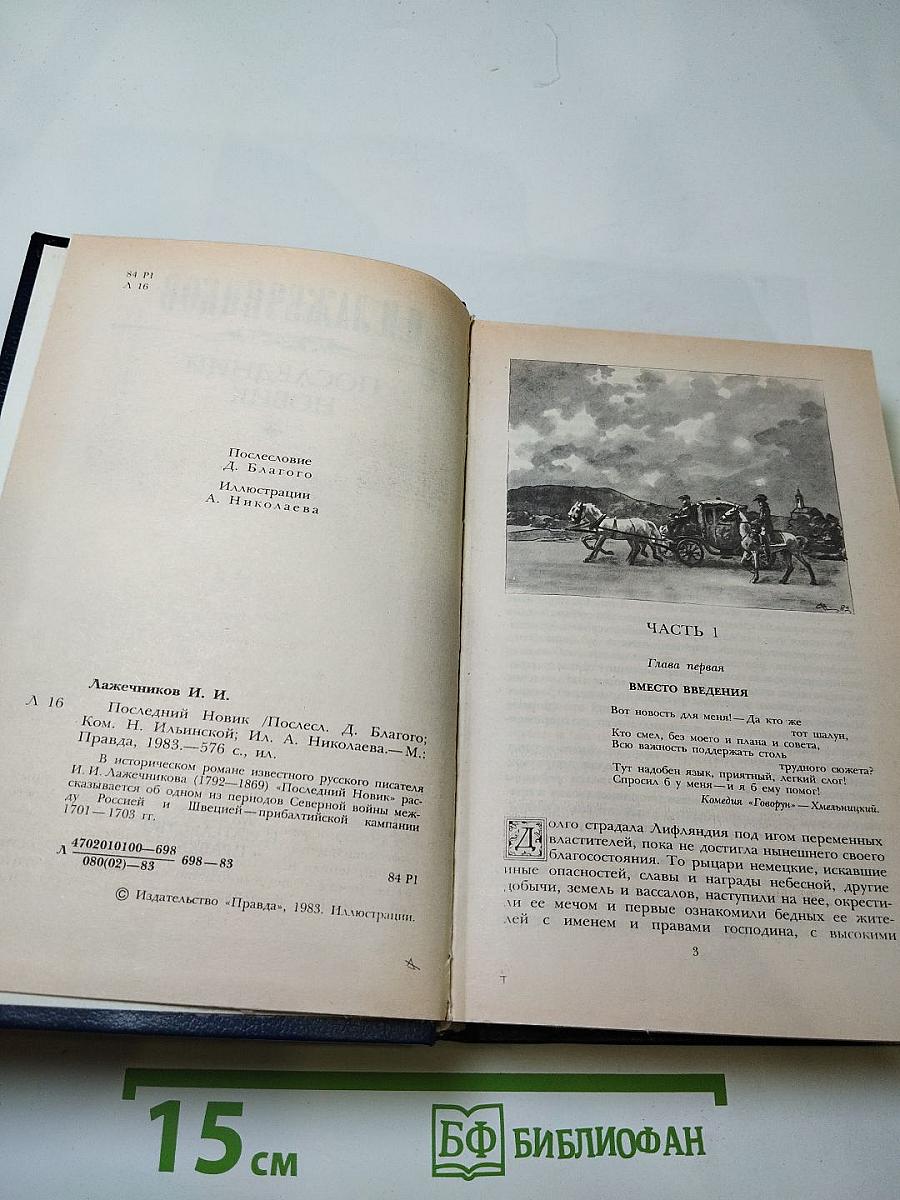 84 Р1
Л 16
Послесловие
Д. Благого
Иллюстрации
А. Николаева
Лажечников И. И.
Л 16
Последний Новик /Послесл. Д. Благого;
Ком. Н. Ильинской; Ил. А. Николаева.—М.:
Правда, 1983.—576 с., ил.
В историческом романе известного русского писателя
И. И. Лажечникова (1792—1869) «Последний Новик» рас-
сказывается об одном из периодов Северной войны меж-
ду Россией и Швецией—прибалтийской кампании
1701—1703 гг.
Л 4702010100—698
080(02)—83
698—83
84 Р1
© Издательство «Правда», 1983. Иллюстрации.
ЧАСТЬ 1
Глава первая
ВМЕСТО ВВЕДЕНИЯ
Вот новость для меня!—Да кто же
тот шалун,
Кто смел, без моего и плана и совета,
Всю важность поддержать столь
трудного сюжета?
Тут надобен язык, приятный, легкий слог!
Спросил б у меня—и я б ему помог!
Комедия «Говорун»—Хмельницкий.
Долго страдала Лифляндия под игом переменных
властителей, пока не достигла нынешнего своего
благосостояния. То рыцари немецкие, искавшие
иные опасностей, славы и награды небесной, другие
добычи, земель и вассалов, наступили на нее, окрести-
ли ее мечом и первые ознакомили бедных ее жите-
лей с именем и правами господина, с высокими
3
15 см
БФ БИБЛИОФАН